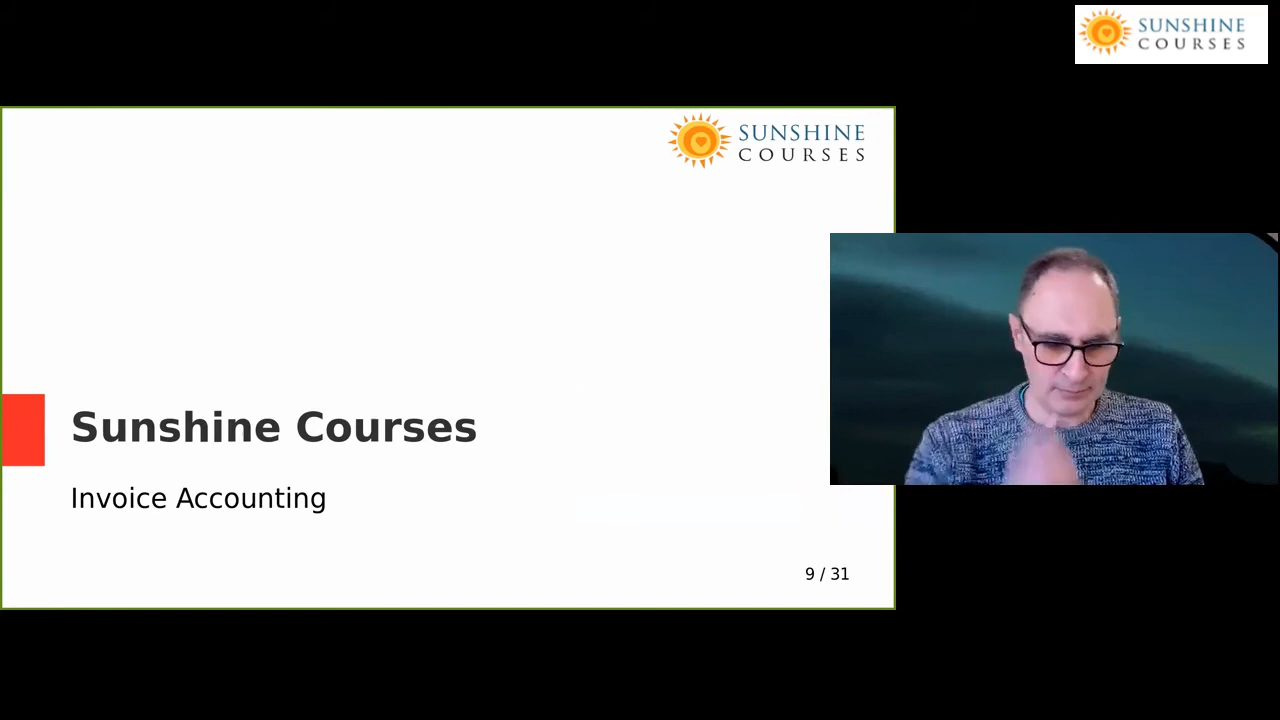 SUNSHINE
COURSES
SUNSHINE
COURSES
Sunshine Courses
Invoice Accounting
9 / 31